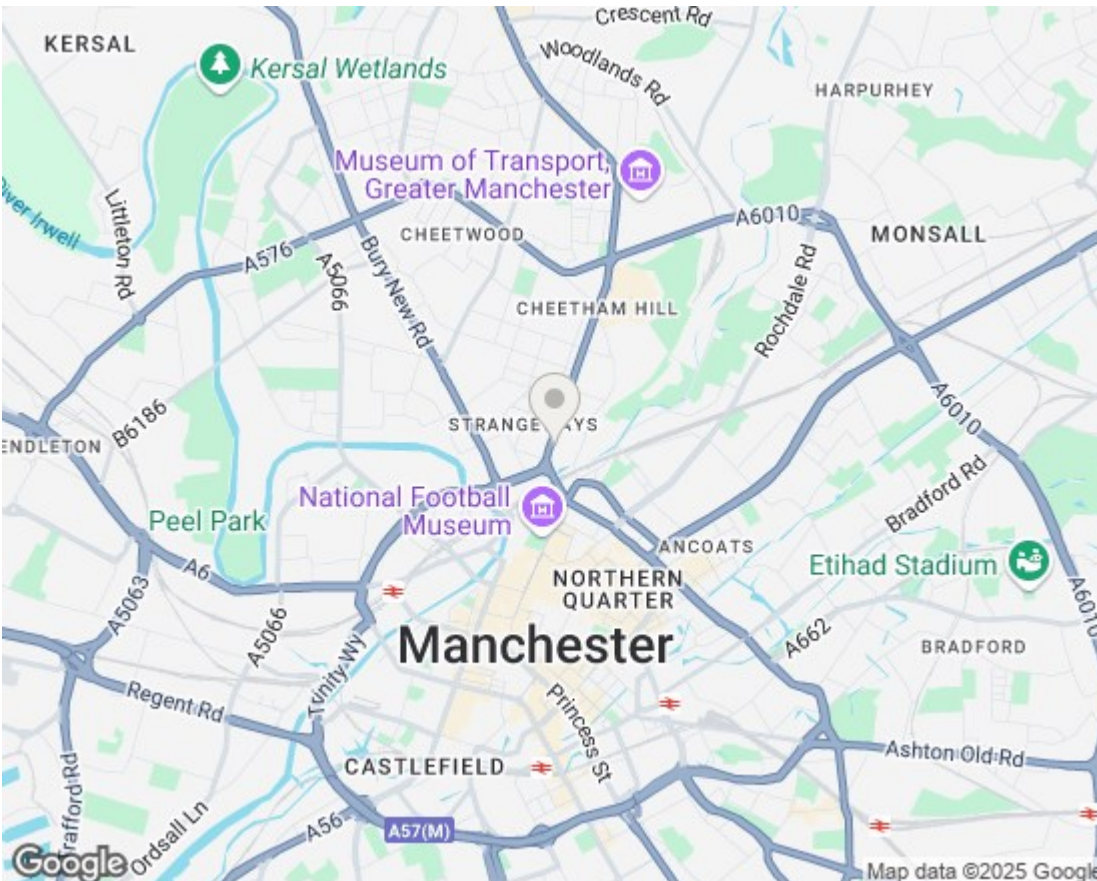 Crescent Rd
KERSAL
Woodlands Rd
Kersal Wetlands
HARPURHEY
Museum of Transport,
Greater Manchester
River Irwell
Littleton Rd
A6010
CHEETWOOD
MONSALL
A576
A5066
Bury New Rd
Rochdale Rd
CHEETHAM HILL
B6186
A6010
STRANGEWAYS
ENDLETON
Bradford Rd
National Football
Museum
Peel Park
ANCOATS
Etihad Stadium
A6
NORTHERN
QUARTER
A5063
A5066
A6010
A662
Manchester
BRADFORD
Trinity Wy
Regent Rd
Princess St
Ashton Old Rd
CASTLEFIELD
Trafford Rd
Ordsall Ln
A56
A57(M)
Google
Map data ©2025 Google